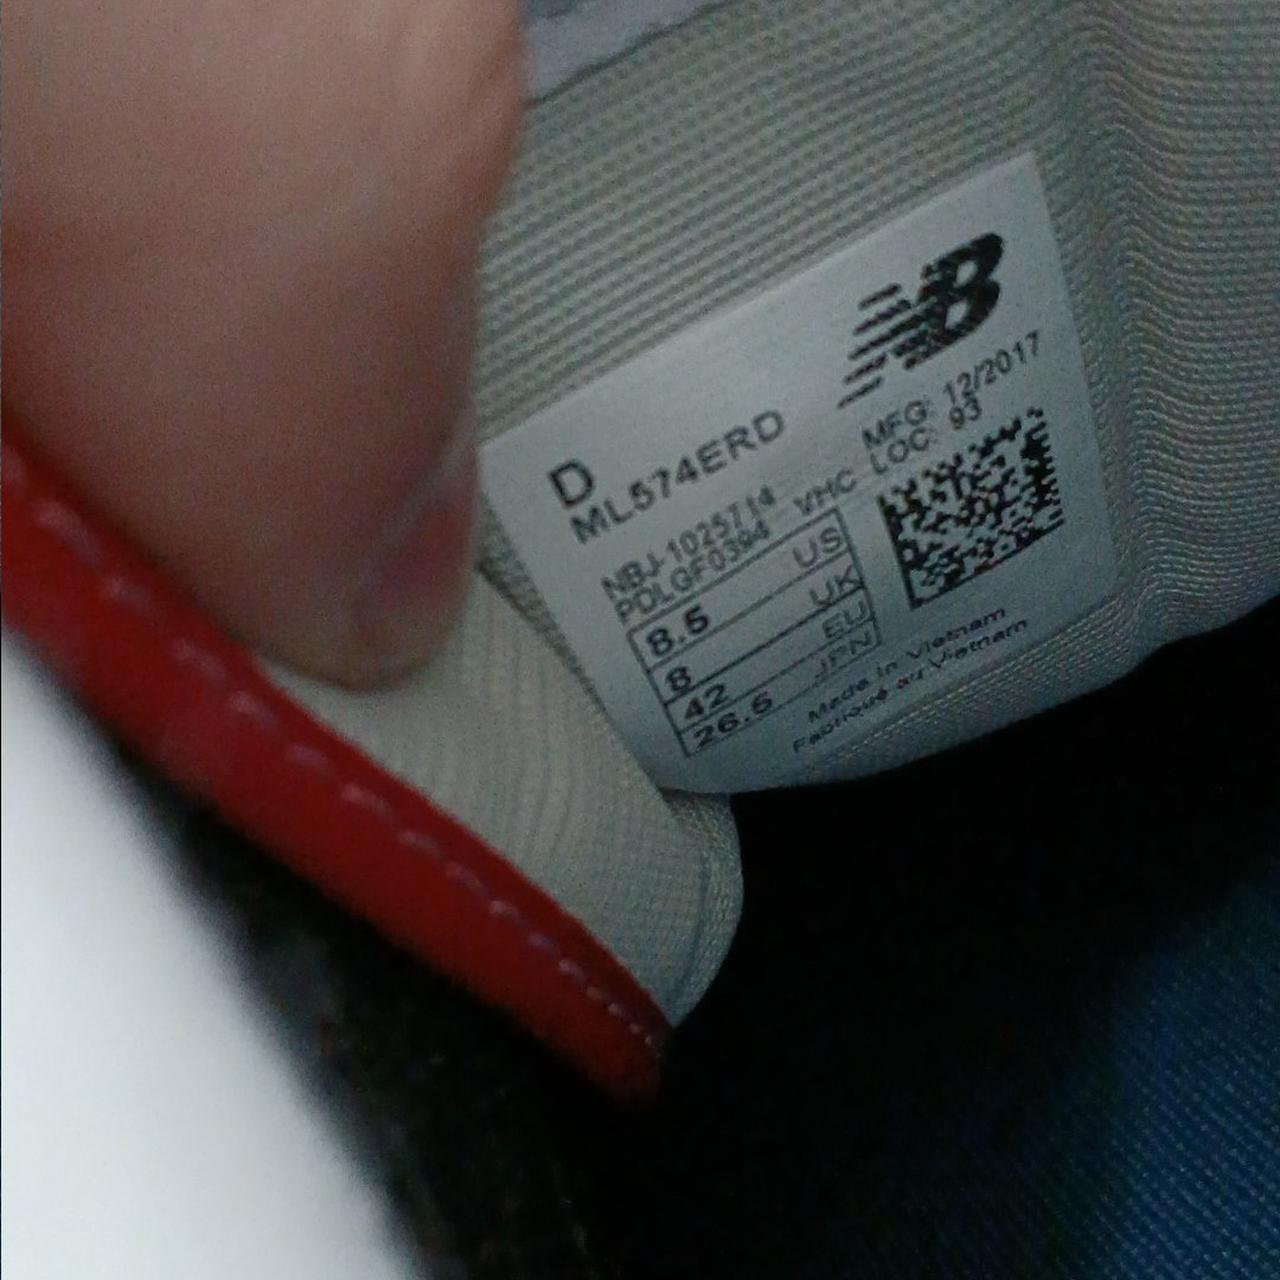 NB
D
ML574ERD
NBJ-1025714
PDLGF0394 VHC
MFG: 12/2017
LOC: 93
8.5 US
8 UK
42 EU
26.5 JPN
Made in Vietnam
Fabriqué au Vietnam